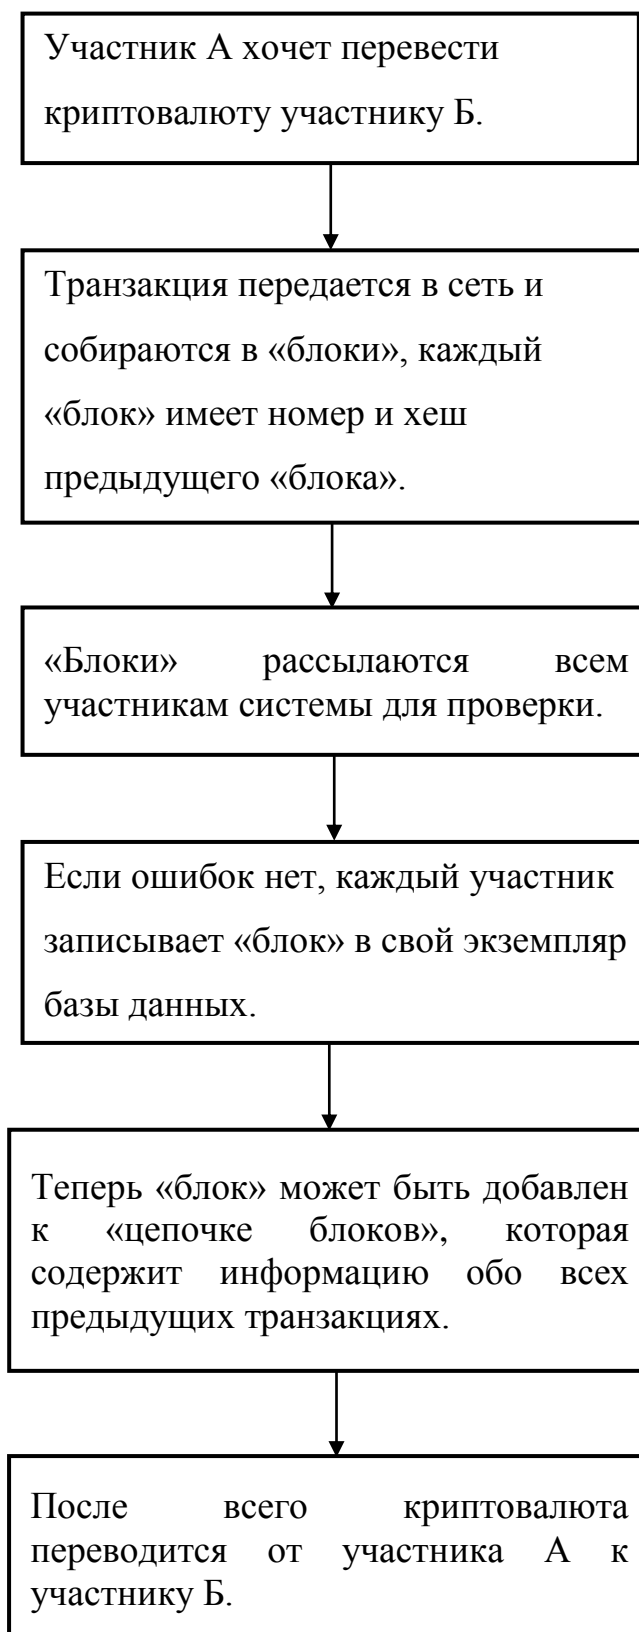 Участник А хочет перевести
криптовалюту участнику Б.
Транзакция передается в сеть и
собираются в «блоки», каждый
«блок» имеет номер и хеш
предыдущего «блока».
«Блоки» рассылаются всем
участникам системы для проверки.
Если ошибок нет, каждый участник
записывает «блок» в свой экземпляр
базы данных.
Теперь «блок» может быть добавлен
к «цепочке блоков», которая
содержит информацию обо всех
предыдущих транзакциях.
После всего криптовалюта
переводится от участника А к
участнику Б.